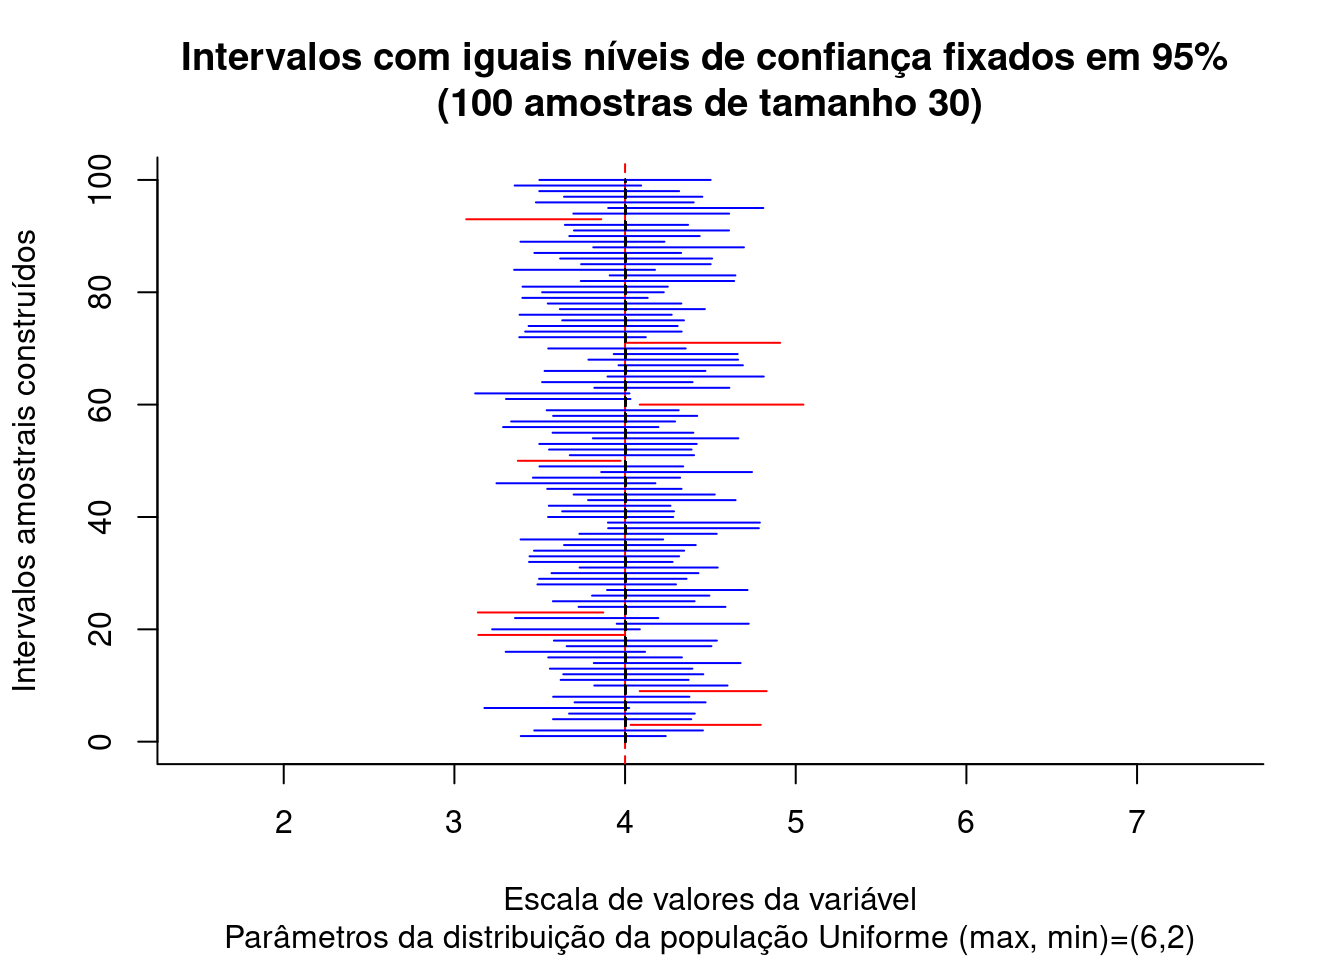 Intervalos com iguais níveis de confiança fixados em 95%
(100 amostras de tamanho 30)
Intervalos amostrais construídos
100
80
60
40
20
0
2 3 4 5 6 7
Escala de valores da variável
Parâmetros da distribuição da população Uniforme (max, min)=(6,2)